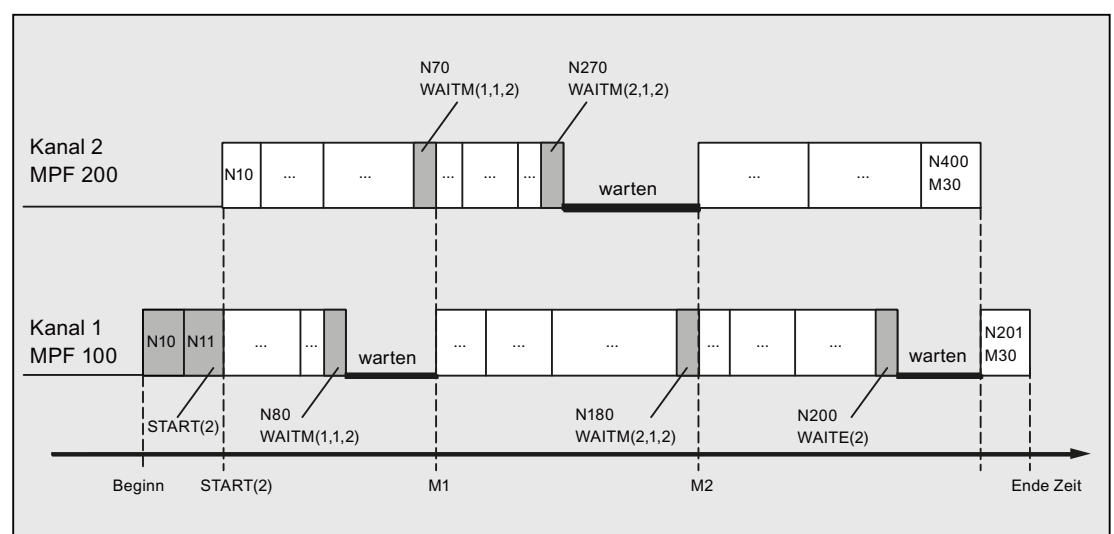 N70
WAITM(1,1,2)
N270
WAITM(2,1,2)
Kanal 2
MPF 200
N10
...
...
...
...
...
warten
...
...
N400
M30
Kanal 1
MPF 100
N10
N11
...
...
warten
...
...
...
...
...
...
warten
N201
M30
START(2)
N80
WAITM(1,1,2)
N180
WAITM(2,1,2)
N200
WAITE(2)
Beginn
START(2)
M1
M2
Ende Zeit